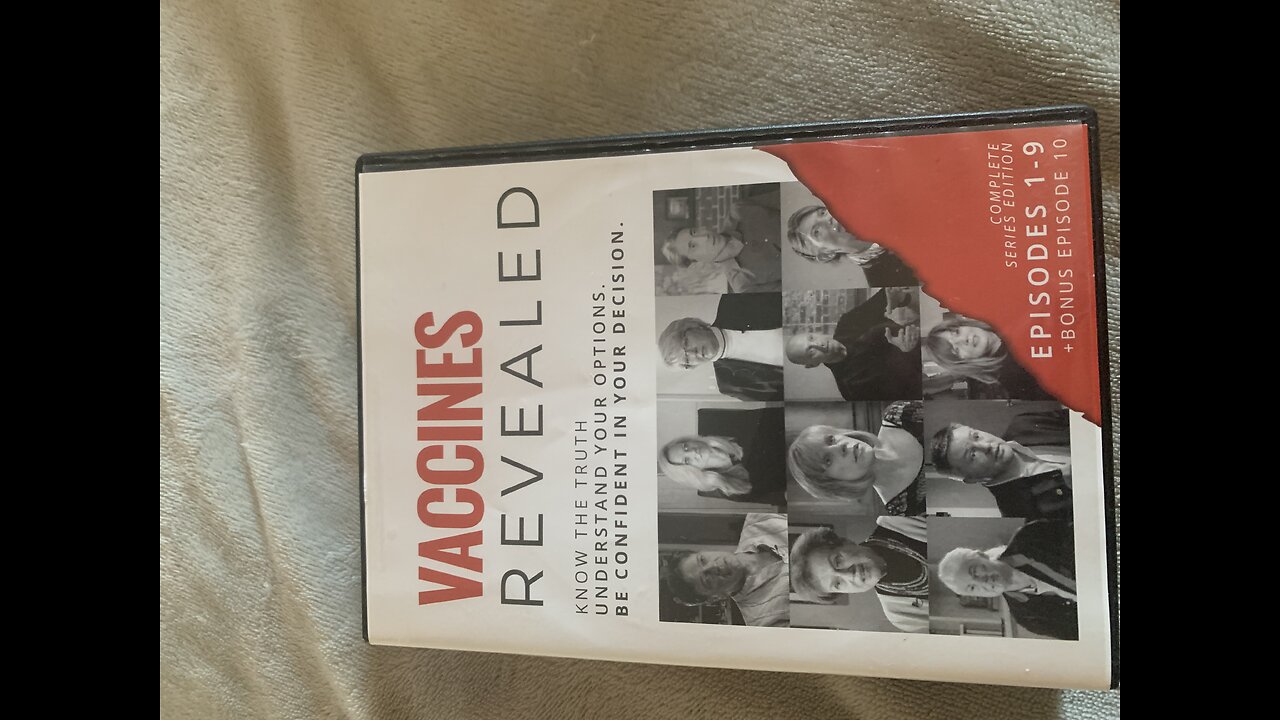 VACCINES
REVEALED
KNOW THE TRUTH
UNDERSTAND YOUR OPTIONS.
BE CONFIDENT IN YOUR DECISION.
COMPLETE
SERIES EDITION
EPISODES 1-9
+BONUS EPISODE 10